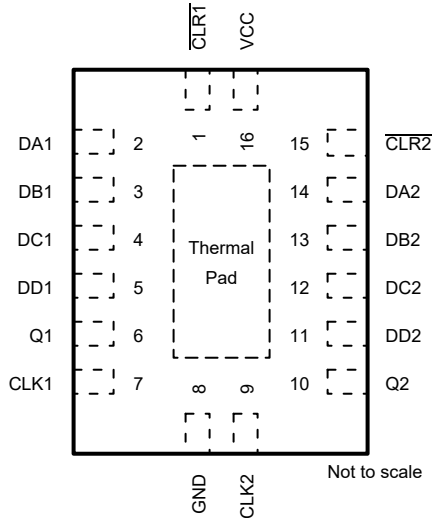 CLR1 VCC
1 16
DA1 2 15 CLR2
DB1 3 14 DA2
DC1 4 13 DB2
Thermal
Pad
DD1 5 12 DC2
Q1 6 11 DD2
CLK1 7 10 Q2
8 9
GND CLK2
Not to scale